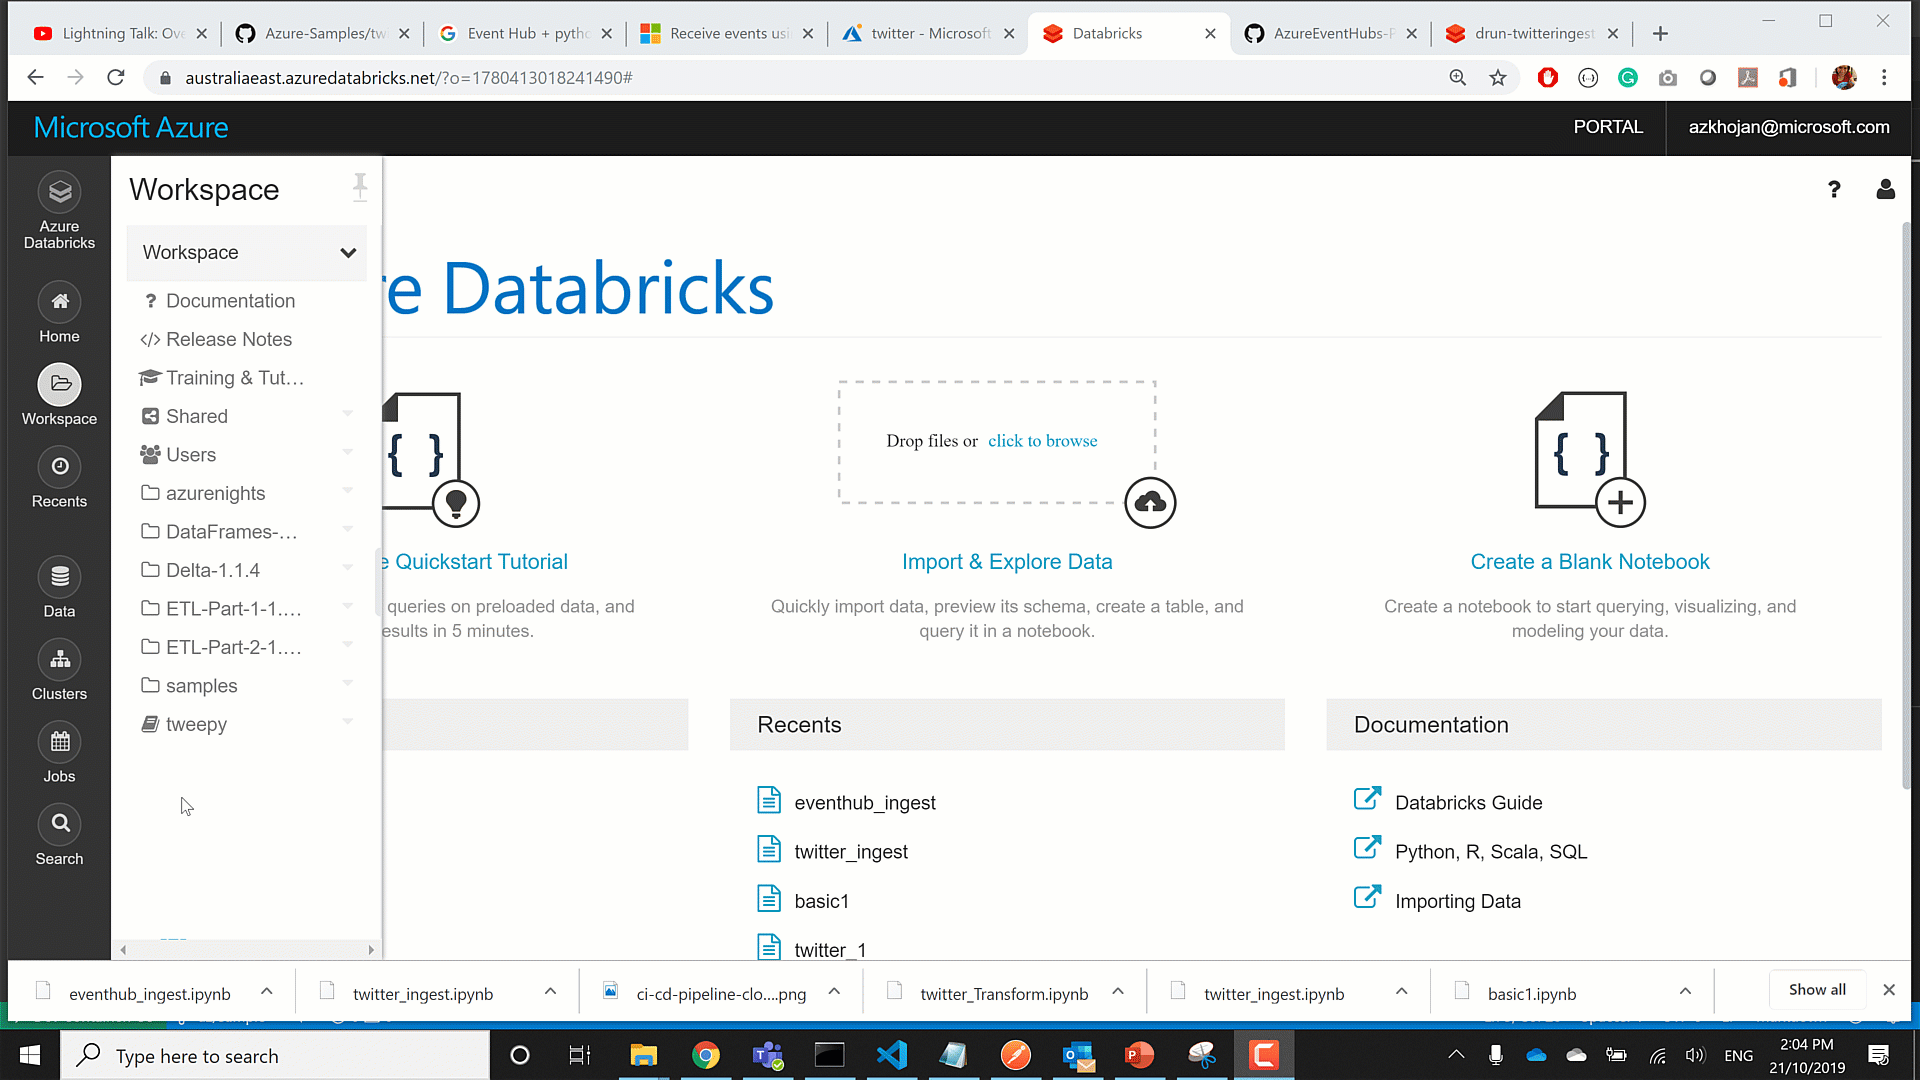 Lightning Talk: Ove
Azure-Samples/tw
Event Hub + pytho
Receive events usi
twitter - Microsoft
Databricks
AzureEventHubs-P
drun-twitteringest
australiaeast.azuredatabricks.net/?o=1780413018241490#
Microsoft Azure
PORTAL
azkhojan@microsoft.com
Azure
Databricks
Home
Workspace
Recents
Data
Clusters
Jobs
Search
Workspace
Workspace
Documentation
Release Notes
Training & Tut…
Shared
Users
azurenights
DataFrames-…
Delta-1.1.4
ETL-Part-1-1.…
ETL-Part-2-1.…
samples
tweepy
re Databricks
e Quickstart Tutorial
queries on preloaded data, and
esults in 5 minutes.
Drop files or click to browse
Import & Explore Data
Quickly import data, preview its schema, create a table, and
query it in a notebook.
Create a Blank Notebook
Create a notebook to start querying, visualizing, and
modeling your data.
Recents
eventhub_ingest
twitter_ingest
basic1
twitter_1
Documentation
Databricks Guide
Python, R, Scala, SQL
Importing Data
eventhub_ingest.ipynb
twitter_ingest.ipynb
ci-cd-pipeline-clo....png
twitter_Transform.ipynb
twitter_ingest.ipynb
basic1.ipynb
Show all
Type here to search
ENG
2:04 PM
21/10/2019